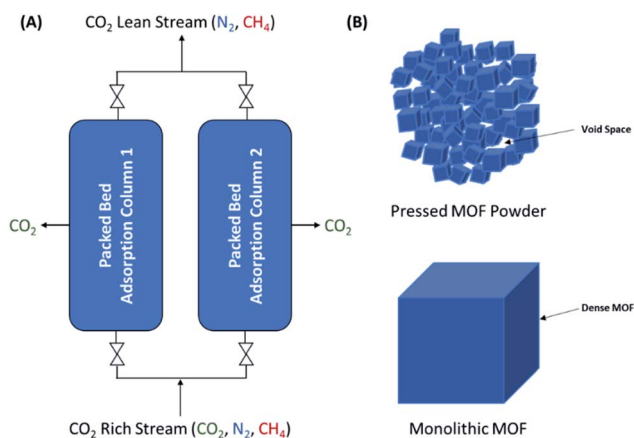 (A)
CO₂ Lean Stream (N₂, CH₄)
Packed Bed
Adsorption Column 1
Packed Bed
Adsorption Column 2
CO₂
CO₂
CO₂ Rich Stream (CO₂, N₂, CH₄)
(B)
Void Space
Pressed MOF Powder
Dense MOF
Monolithic MOF